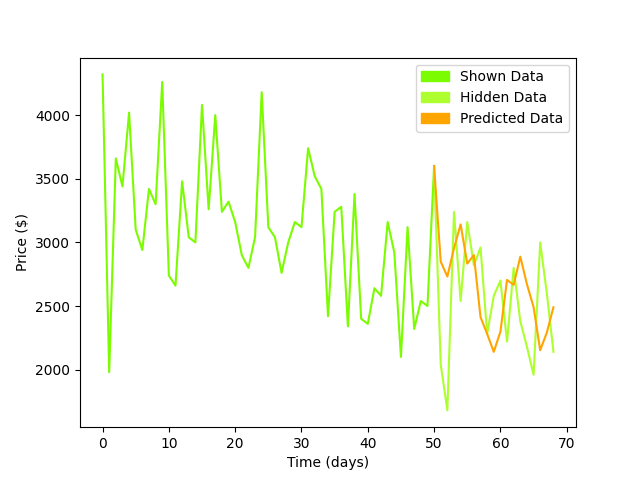 Shown Data
Hidden Data
Predicted Data
4000
3500
3000
2500
2000
Price ($)
0 10 20 30 40 50 60 70
Time (days)